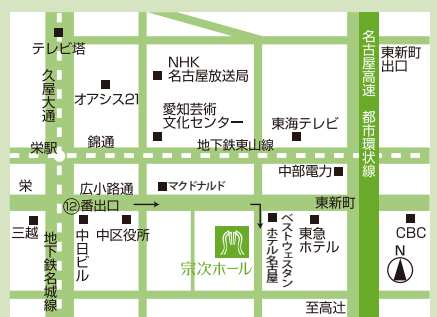 テレビ塔
久屋大通
オアシス21
NHK
名古屋放送局
愛知芸術
文化センター
東海テレビ
名古屋高速 都市環状線
東新町
出口
錦通
地下鉄東山線
栄駅
中部電力
栄
広小路通
マクドナルド
⑫番出口
東新町
三越
地下鉄名城線
中日
ビル
中区役所
宗次ホール
ベストウェスタン
ホテル名古屋
東急
ホテル
CBC
N
至高辻